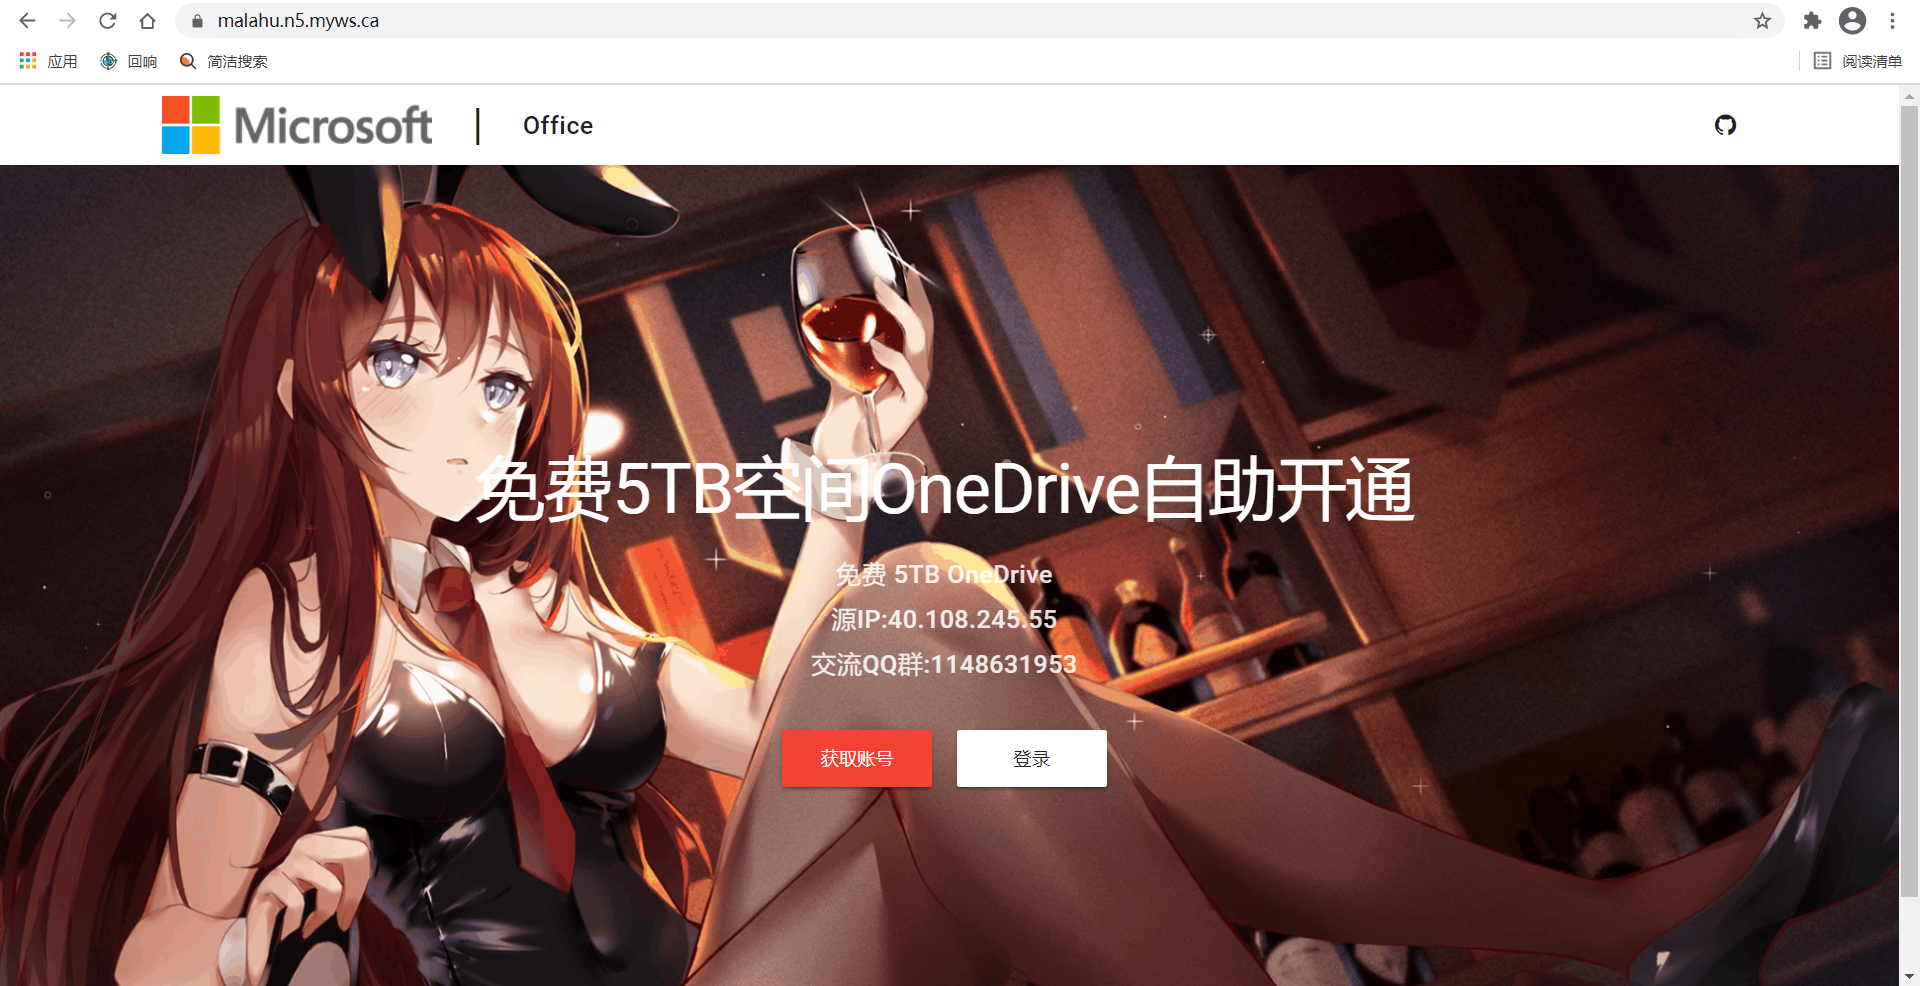 malahu.n5.myws.ca
应用 回响 简洁搜索 阅读清单
Microsoft | Office
免费5TB空间OneDrive自助开通
免费 5TB OneDrive
源IP:40.108.245.55
交流QQ群:1148631953
获取账号 登录